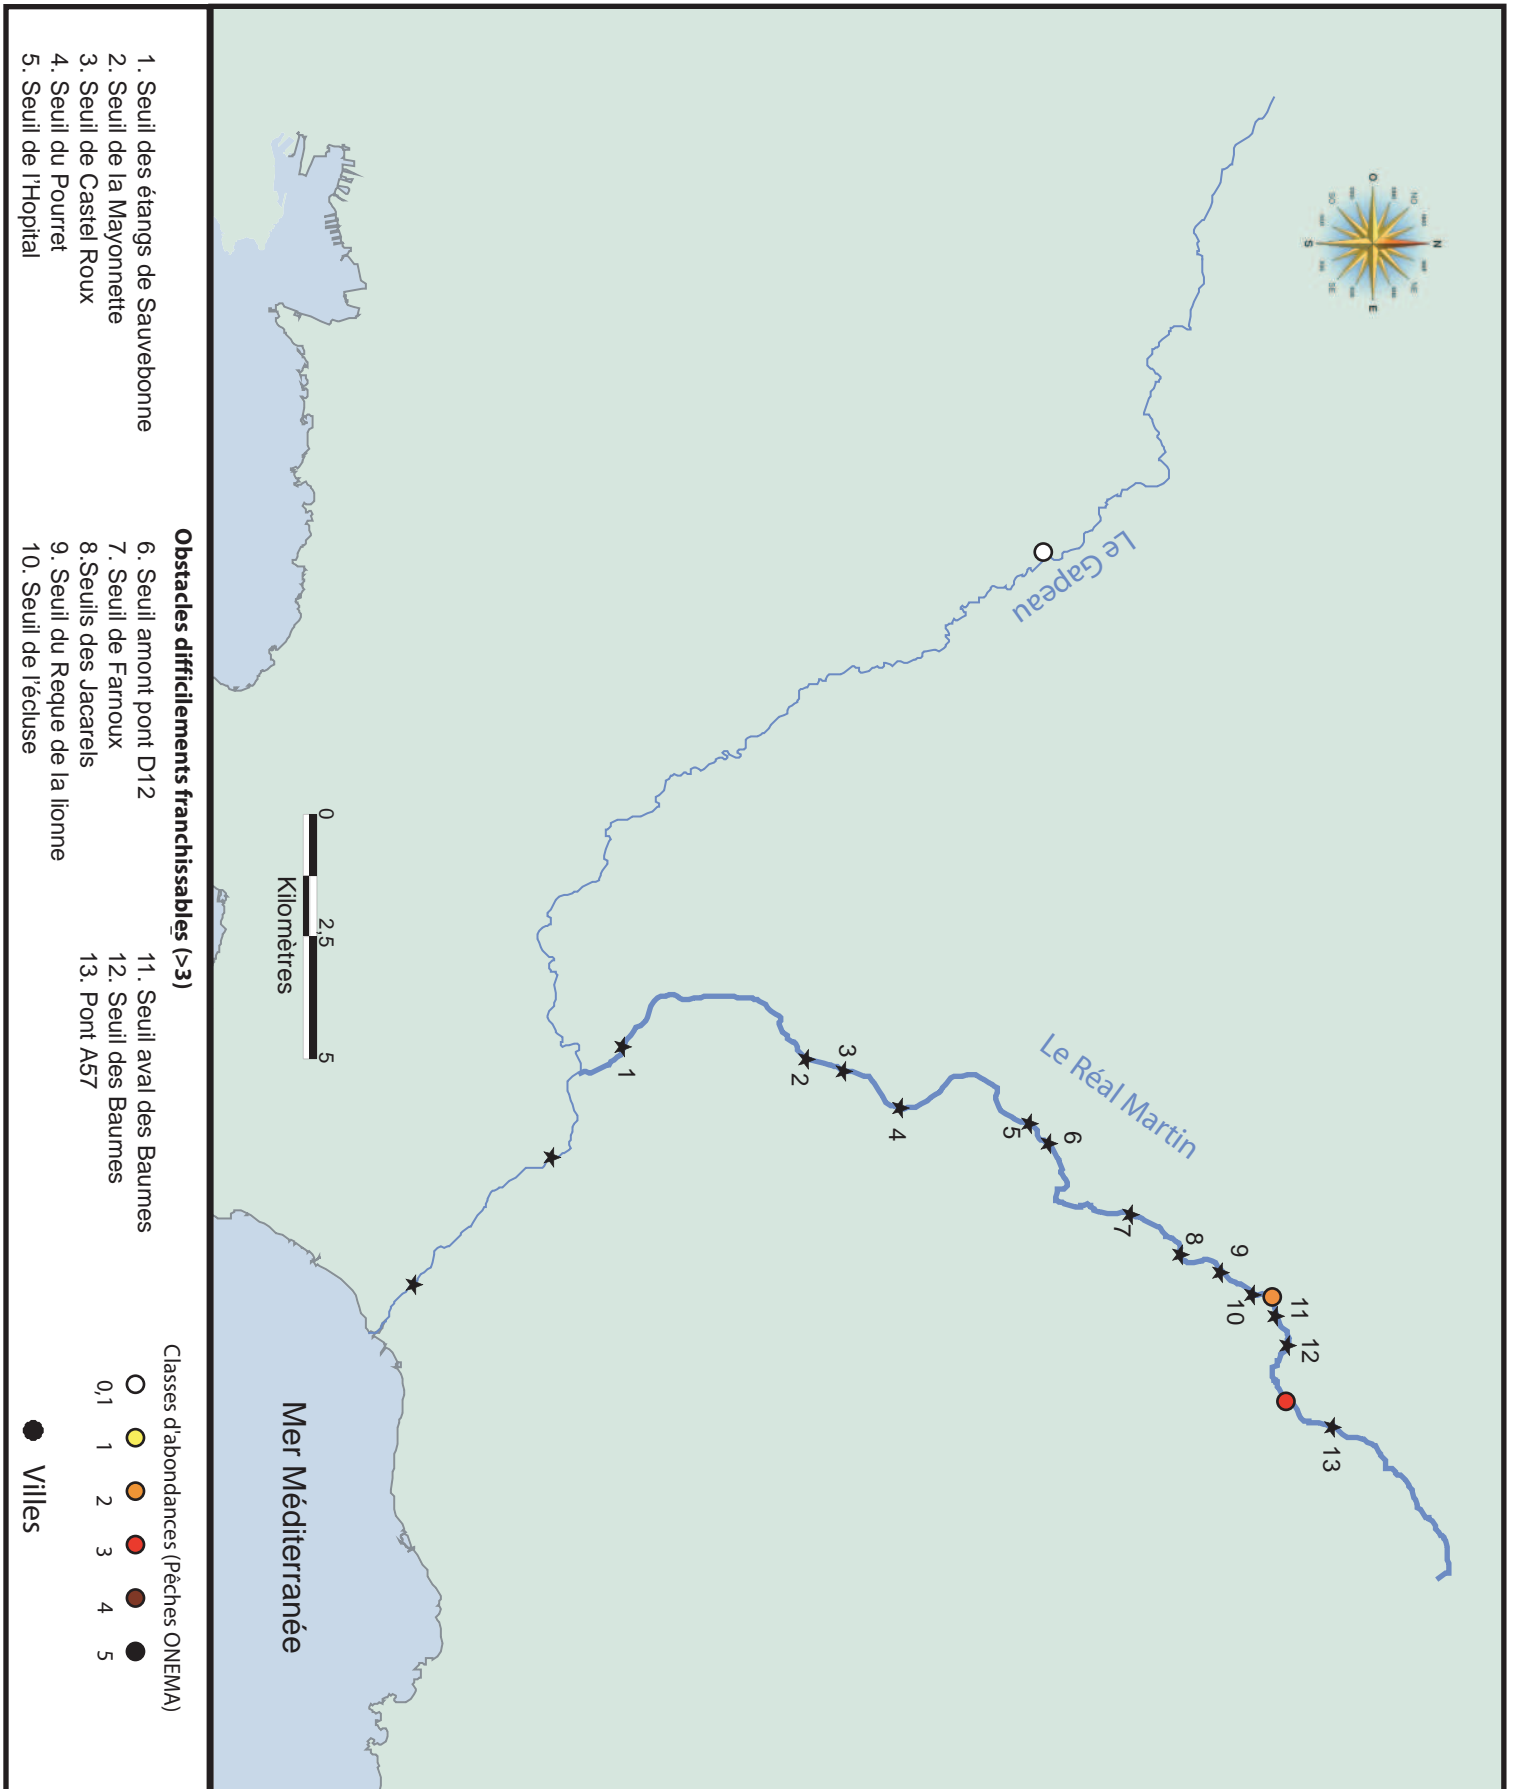 N
NO
NE
O
E
SO
SE
S
Le Gapeau
Le Réal Martin
13
12
11
10
9
8
7
6
5
4
3
2
1
0
2,5
5
Kilomètres
Mer Méditerranée
Obstacles difficilements franchissables (>3)
1. Seuil des étangs de Sauvebonne
2. Seuil de la Mayonnette
3. Seuil de Castel Roux
4. Seuil du Pourret
5. Seuil de l'Hopital
6. Seuil amont pont D12
7. Seuil de Farnoux
8.Seuils des Jacarels
9. Seuil du Reque de la lionne
10. Seuil de l'écluse
11. Seuil aval des Baumes
12. Seuil des Baumes
13. Pont A57
Classes d'abondances (Pêches ONEMA)
0,1
1
2
3
4
5
Villes